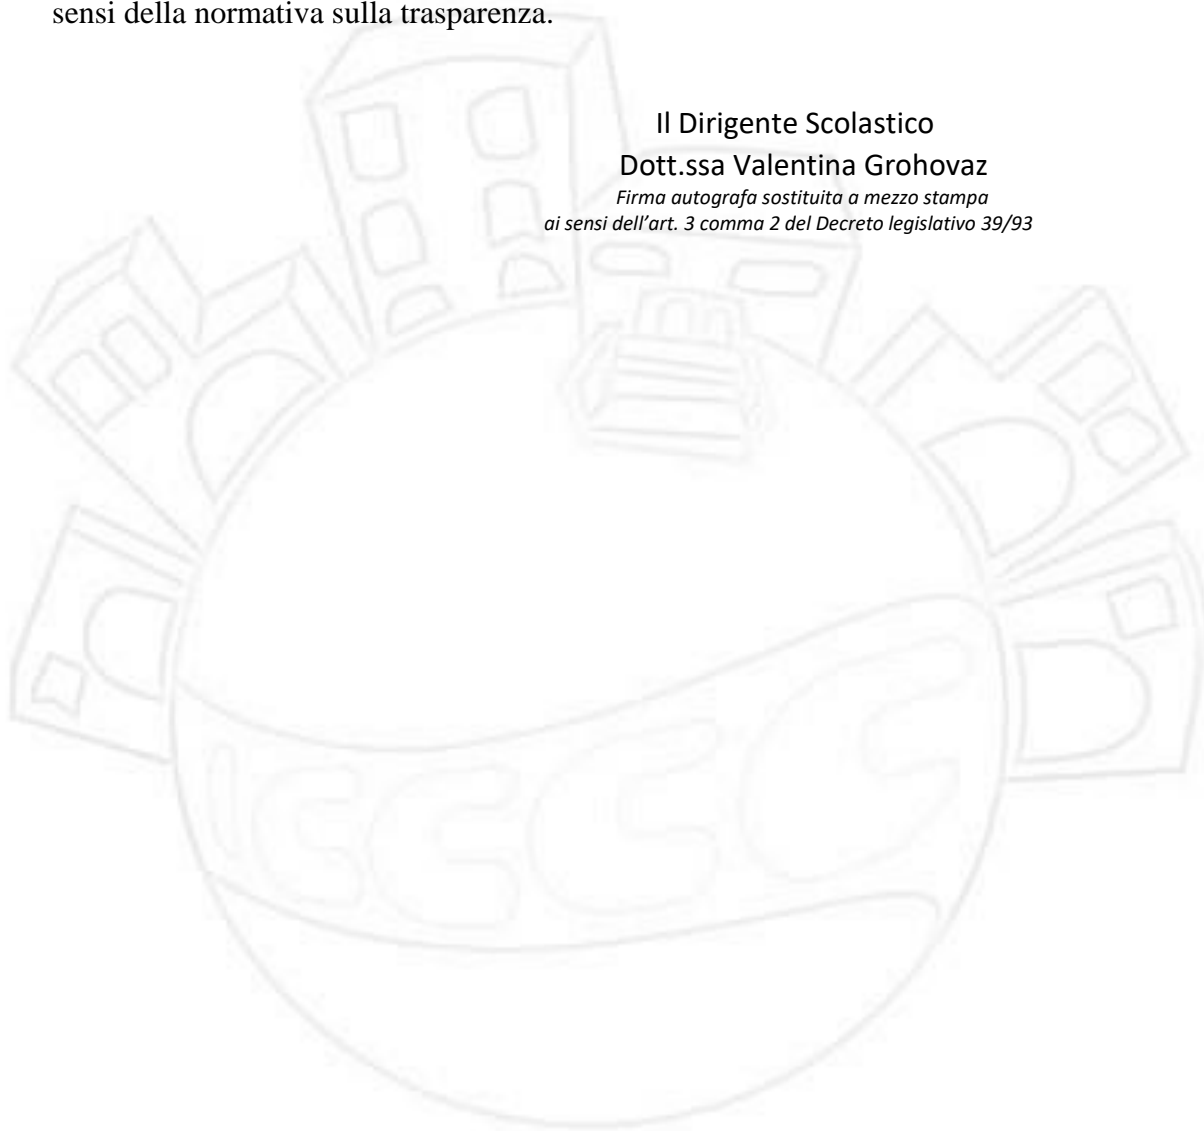 sensi della normativa sulla trasparenza.
Il Dirigente Scolastico
Dott.ssa Valentina Grohovaz
Firma autografa sostituita a mezzo stampa
ai sensi dell’art. 3 comma 2 del Decreto legislativo 39/93